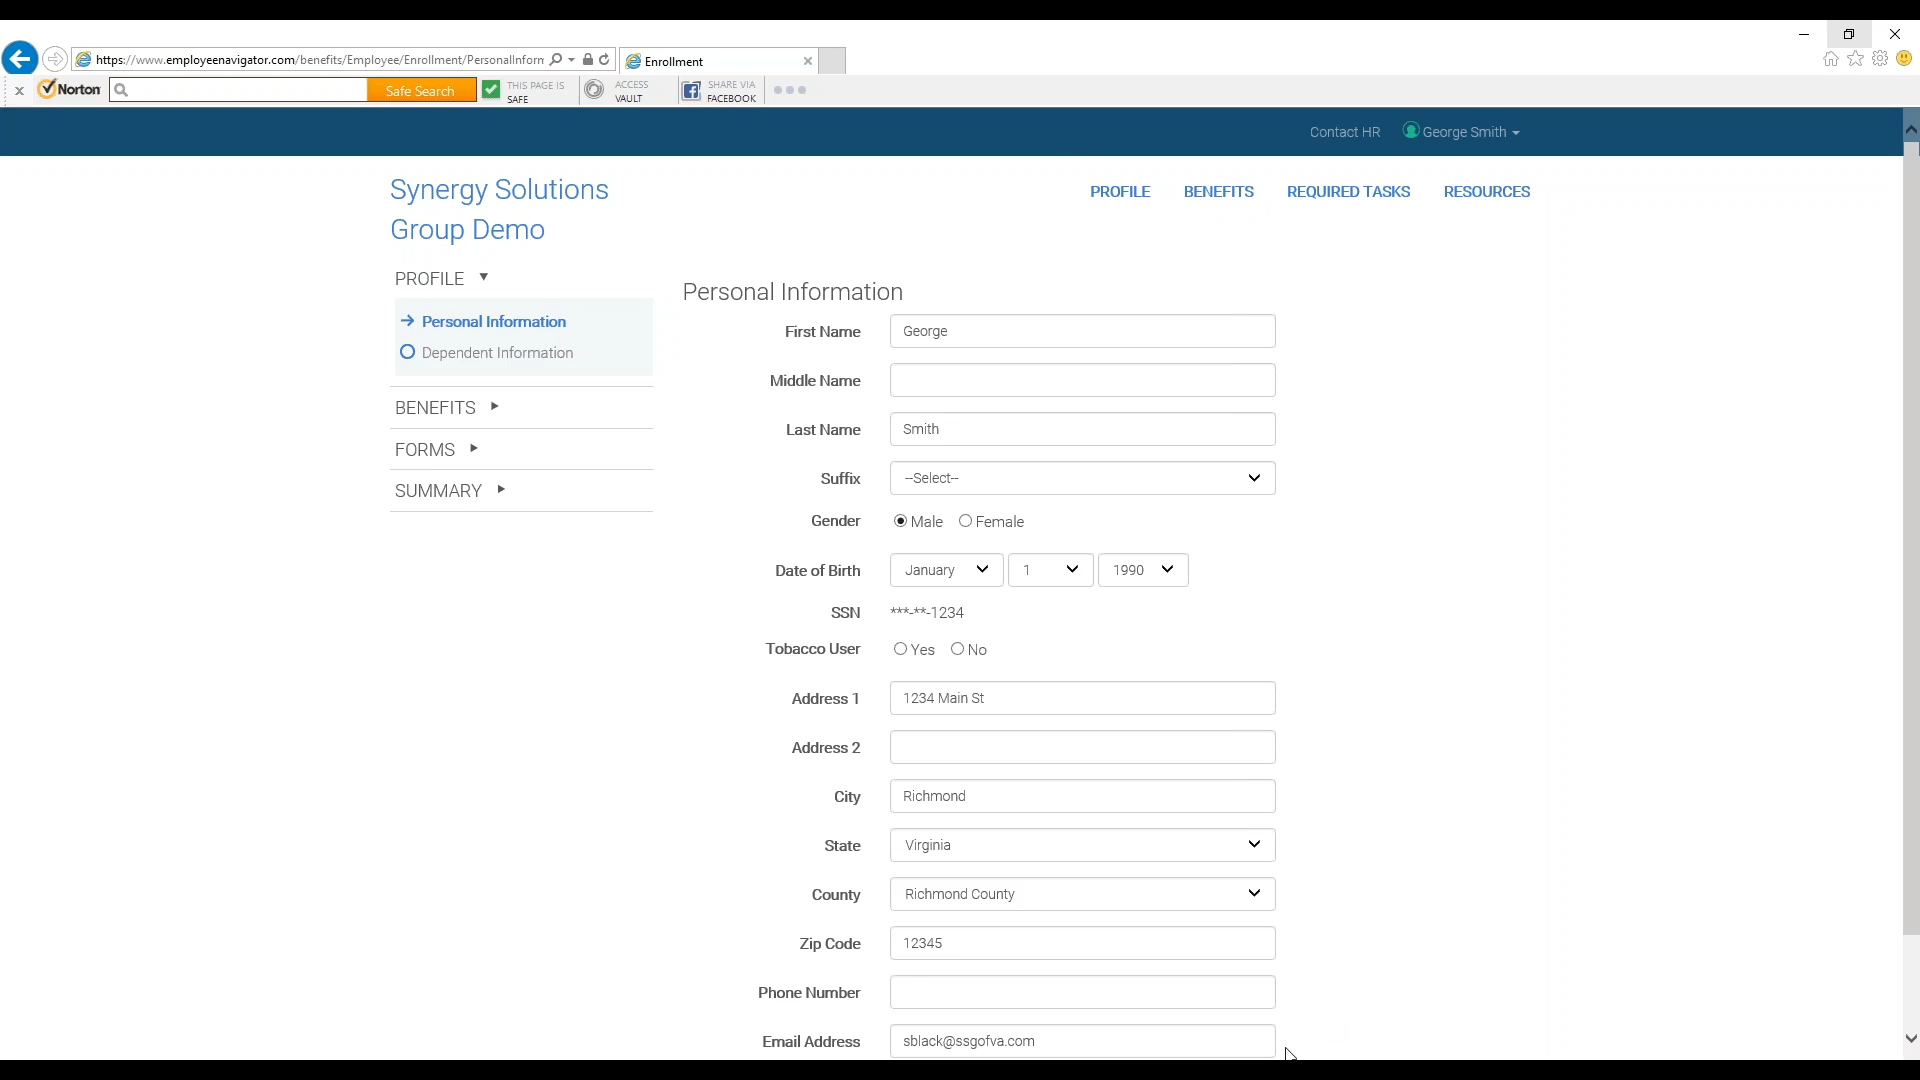 https://www.employeenavigator.com/benefits/Employee/Enrollment/PersonalInform
Enrollment
Norton
Safe Search
THIS PAGE IS
SAFE
ACCESS
VAULT
SHARE VIA
FACEBOOK
Contact HR
George Smith
Synergy Solutions
Group Demo
PROFILE
BENEFITS
REQUIRED TASKS
RESOURCES
PROFILE
Personal Information
Dependent Information
BENEFITS
FORMS
SUMMARY
Personal Information
First Name George
Middle Name
Last Name Smith
Suffix --Select--
Gender Male Female
Date of Birth January 1 1990
SSN ***-**-1234
Tobacco User Yes No
Address 1 1234 Main St
Address 2
City Richmond
State Virginia
County Richmond County
Zip Code 12345
Phone Number
Email Address sblack@ssgofva.com